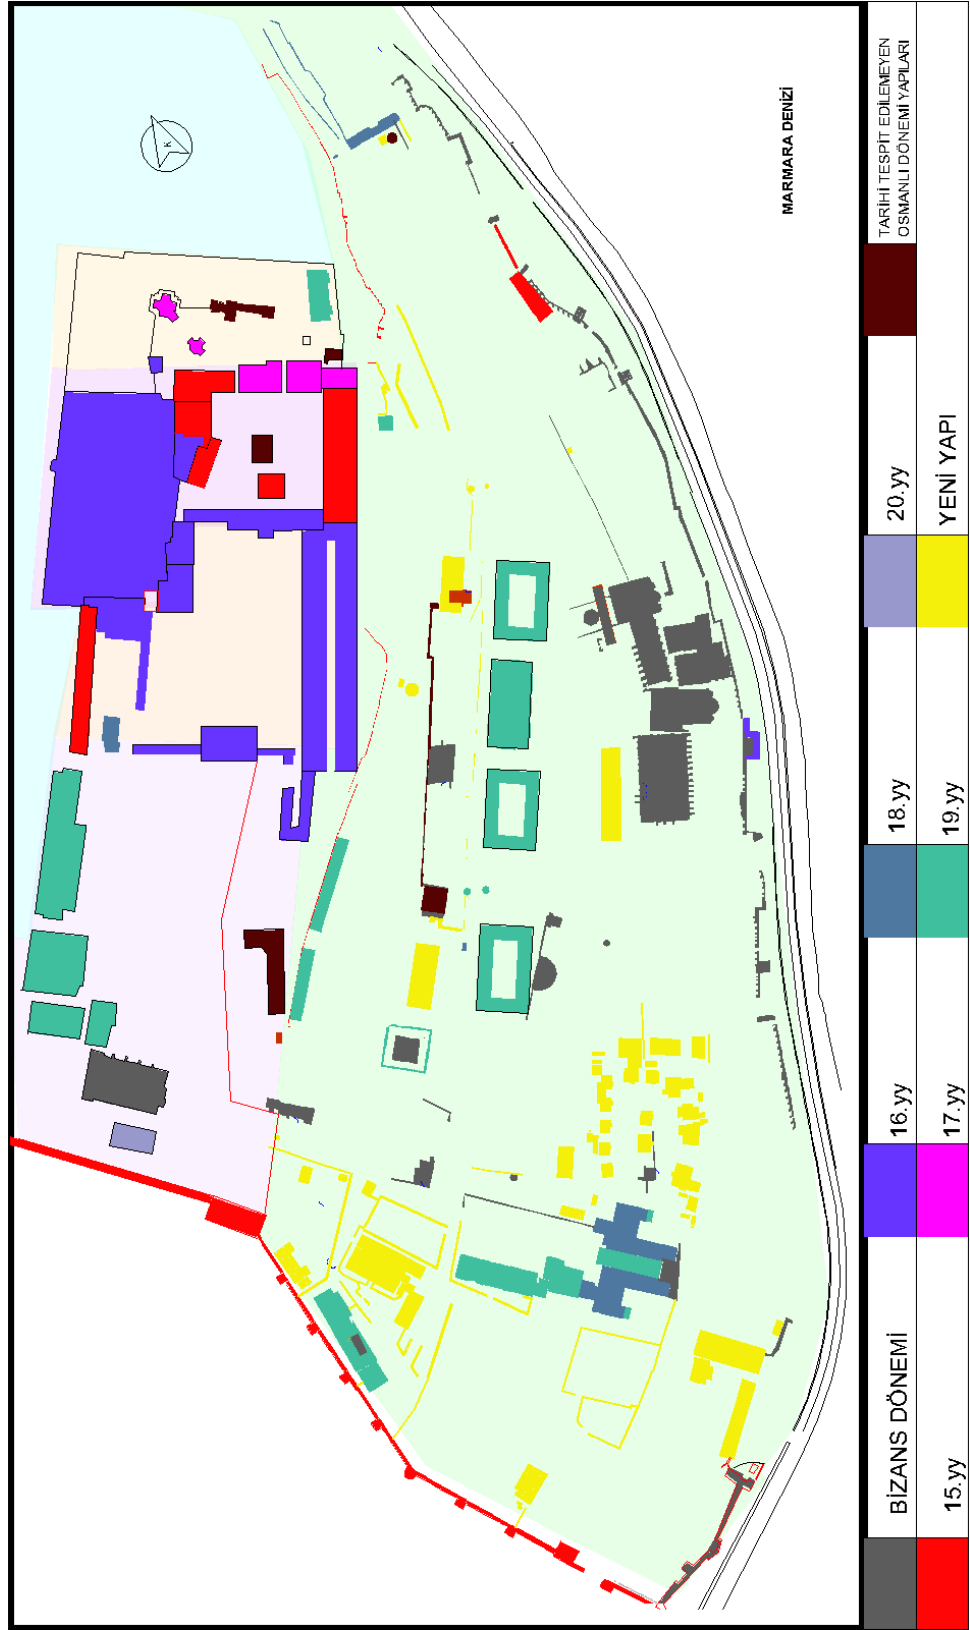 K
MARMARA DENİZİ
BİZANS DÖNEMİ
16.yy
18.yy
20.yy
TARİHİ TESPİT EDİLEMEYEN
OSMANLI DÖNEMİ YAPILARI
15.yy
17.yy
19.yy
YENİ YAPI